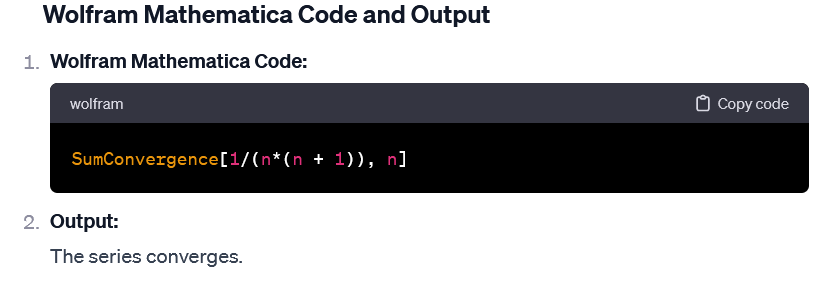 Wolfram Mathematica Code and Output
1. Wolfram Mathematica Code:
wolfram Copy code
SumConvergence[1/(n*(n + 1)), n]
2. Output:
The series converges.